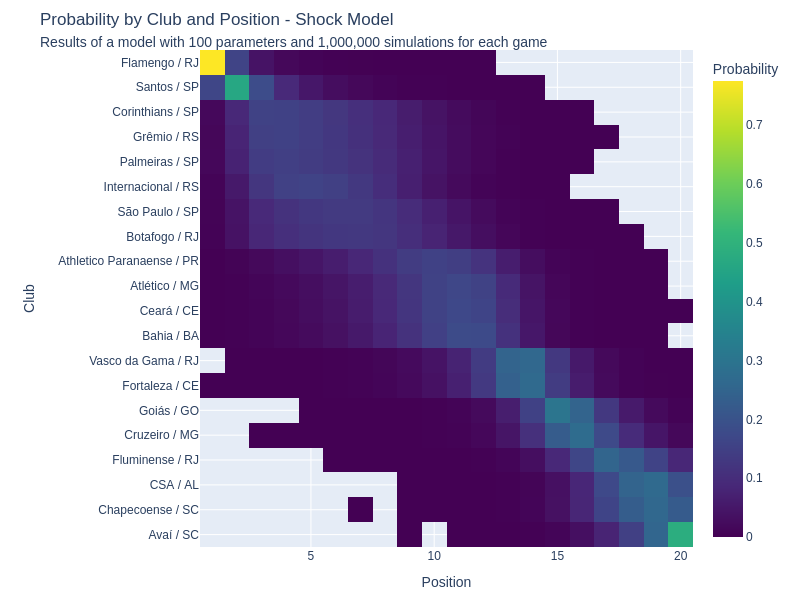 Probability by Club and Position - Shock Model
Results of a model with 100 parameters and 1,000,000 simulations for each game
Flamengo / RJ
Santos / SP
Corinthians / SP
Grêmio / RS
Palmeiras / SP
Internacional / RS
São Paulo / SP
Botafogo / RJ
Athletico Paranaense / PR
Atlético / MG
Ceará / CE
Bahia / BA
Vasco da Gama / RJ
Fortaleza / CE
Goiás / GO
Cruzeiro / MG
Fluminense / RJ
CSA / AL
Chapecoense / SC
Avaí / SC
Club
5
10
15
20
Position
Probability
0.7
0.6
0.5
0.4
0.3
0.2
0.1
0